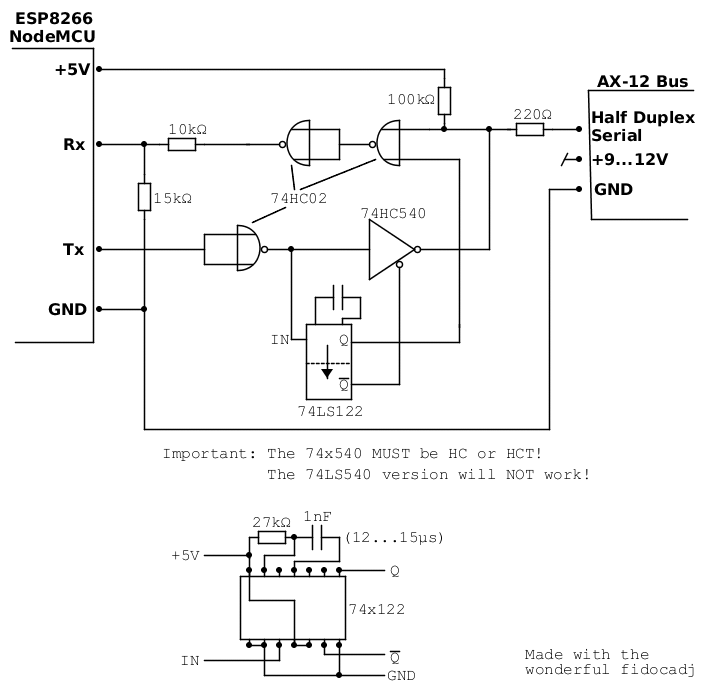 ESP8266
NodeMCU
+5V
AX-12 Bus
100kΩ
220Ω
Half Duplex
Serial
10kΩ
Rx
+9...12V
15kΩ
GND
74HC02
74HC540
Tx
GND
IN
Q
Q̅
74LS122
Important: The 74x540 MUST be HC or HCT!
The 74LS540 version will NOT work!
1nF
27kΩ
(12...15µs)
+5V
Q
74x122
IN
Q̅
GND
Made with the
wonderful fidocadj